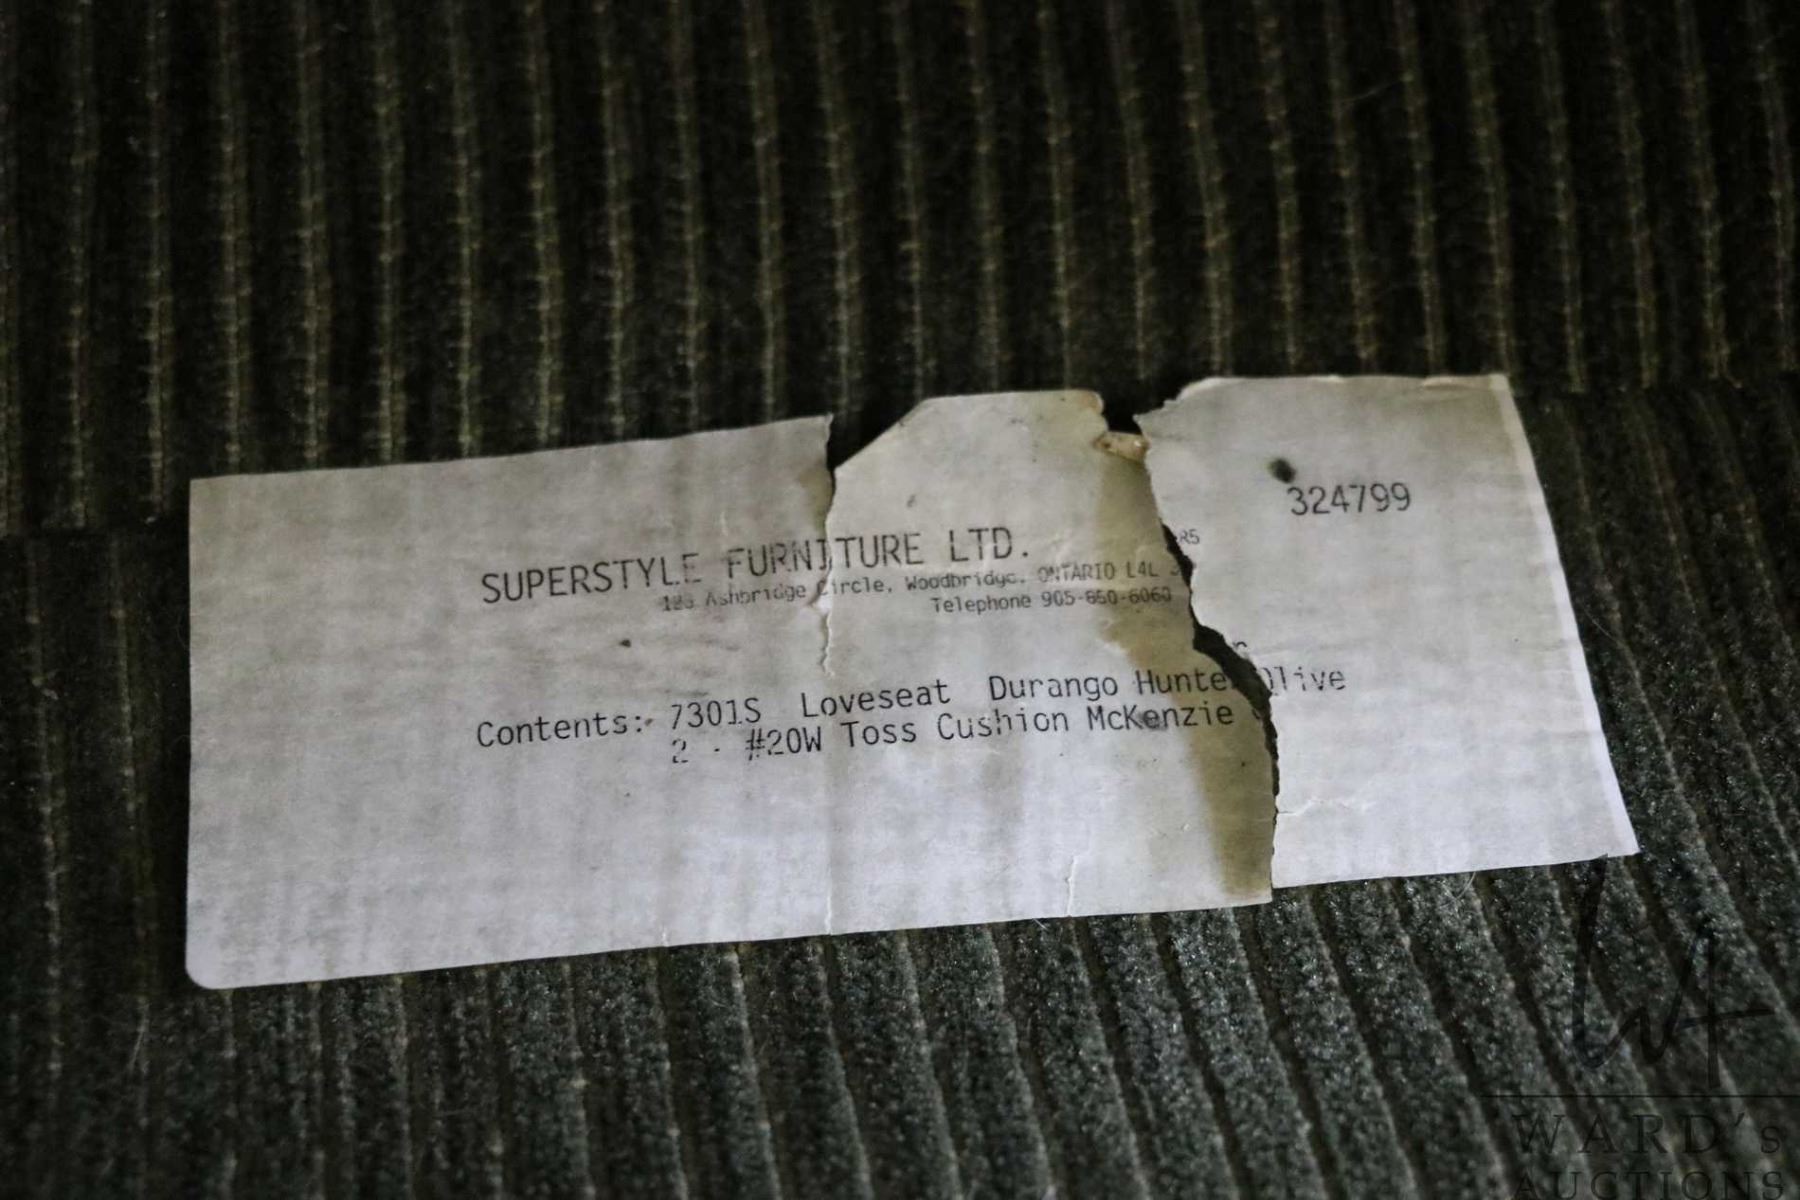 SUPERSTYLE FURNITURE LTD.
Ashbridge Circle, Woodbridge, ONTARIO L4L 3R5
Telephone 905-850-6060
324799
Contents: 7301S Loveseat Durango Hunter
2 - #20W Toss Cushion McKenzie Olive
WARD's
AUCTIONS